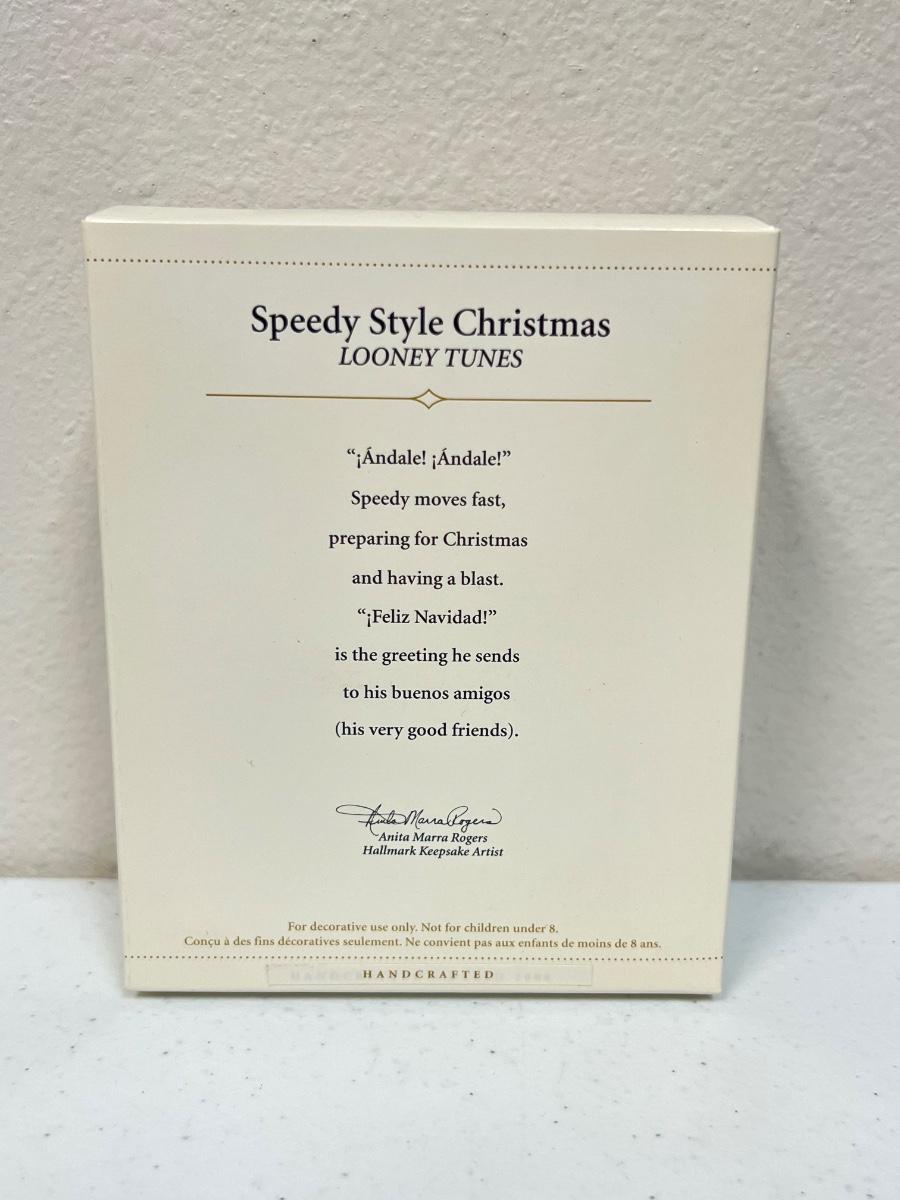 Speedy Style Christmas
LOONEY TUNES
“¡Ándale! ¡Ándale!”
Speedy moves fast,
preparing for Christmas
and having a blast.
“¡Feliz Navidad!”
is the greeting he sends
to his buenos amigos
(his very good friends).
Anita Marra Rogers
Anita Marra Rogers
Hallmark Keepsake Artist
For decorative use only. Not for children under 8.
Conçu à des fins décoratives seulement. Ne convient pas aux enfants de moins de 8 ans.
HANDCRAFTED